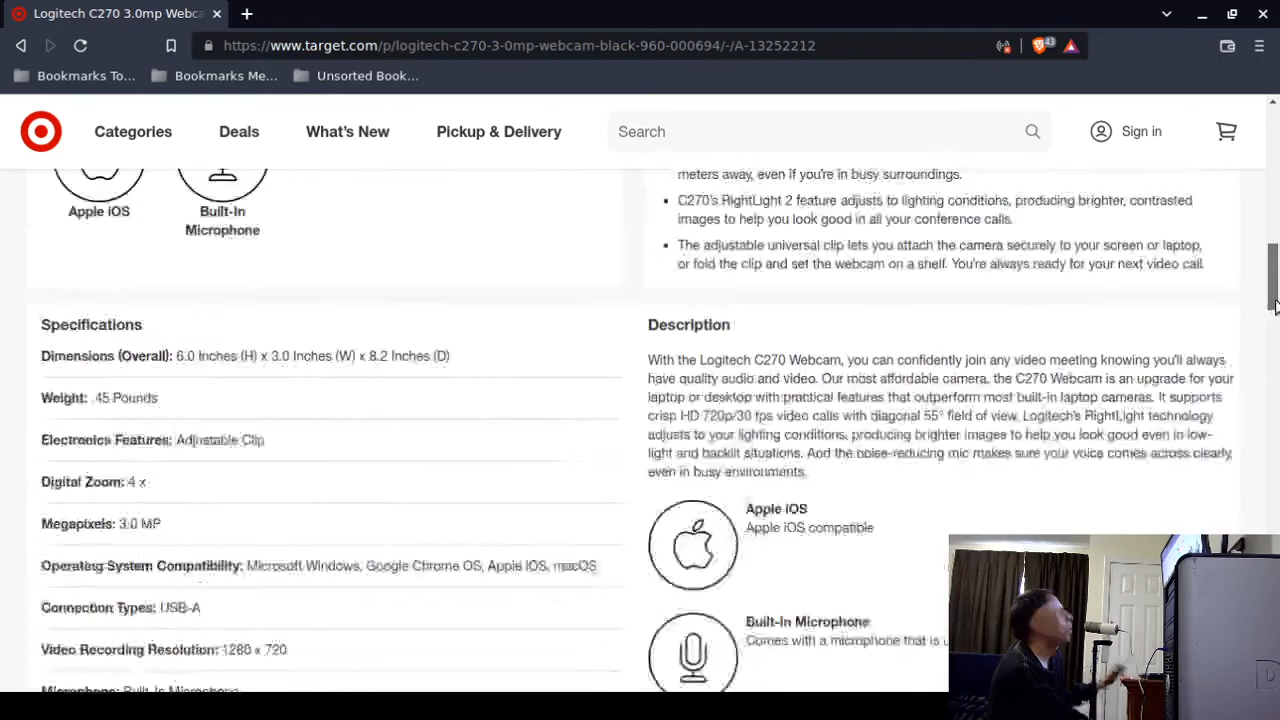 Logitech C270 3.0mp Webca
https://www.target.com/p/logitech-c270-3-0mp-webcam-black-960-000694/-/A-13252212
43
Bookmarks To...
Bookmarks Me...
Unsorted Book...
Categories
Deals
What's New
Pickup & Delivery
Search
Sign in
Apple iOS
Built-In
Microphone
meters away, even if you're in busy surroundings.
C270's RightLight 2 feature adjusts to lighting conditions, producing brighter, contrasted
images to help you look good in all your conference calls.
The adjustable universal clip lets you attach the camera securely to your screen or laptop,
or fold the clip and set the webcam on a shelf. You're always ready for your next video call.
Specifications
Dimensions (Overall): 6.0 Inches (H) x 3.0 Inches (W) x 8.2 Inches (D)
Weight: .45 Pounds
Electronics Features: Adjustable Clip
Digital Zoom: 4 x
Megapixels: 3.0 MP
Operating System Compatibility: Microsoft Windows, Google Chrome OS, Apple iOS, macOS
Connection Types: USB-A
Video Recording Resolution: 1280 x 720
Microphone: Built-In Microphone
Description
With the Logitech C270 Webcam, you can confidently join any video meeting knowing you'll always
have quality audio and video. Our most affordable camera, the C270 Webcam is an upgrade for your
laptop or desktop with practical features that outperform most built-in laptop cameras. It supports
crisp HD 720p/30 fps video calls with diagonal 55° field of view. Logitech's RightLight technology
adjusts to your lighting conditions, producing brighter images to help you look good even in low-
light and backlit situations. And the noise-reducing mic makes sure your voice comes across clearly,
even in busy environments.
Apple iOS
Apple iOS compatible
Built-In Microphone
Comes with a microphone that is